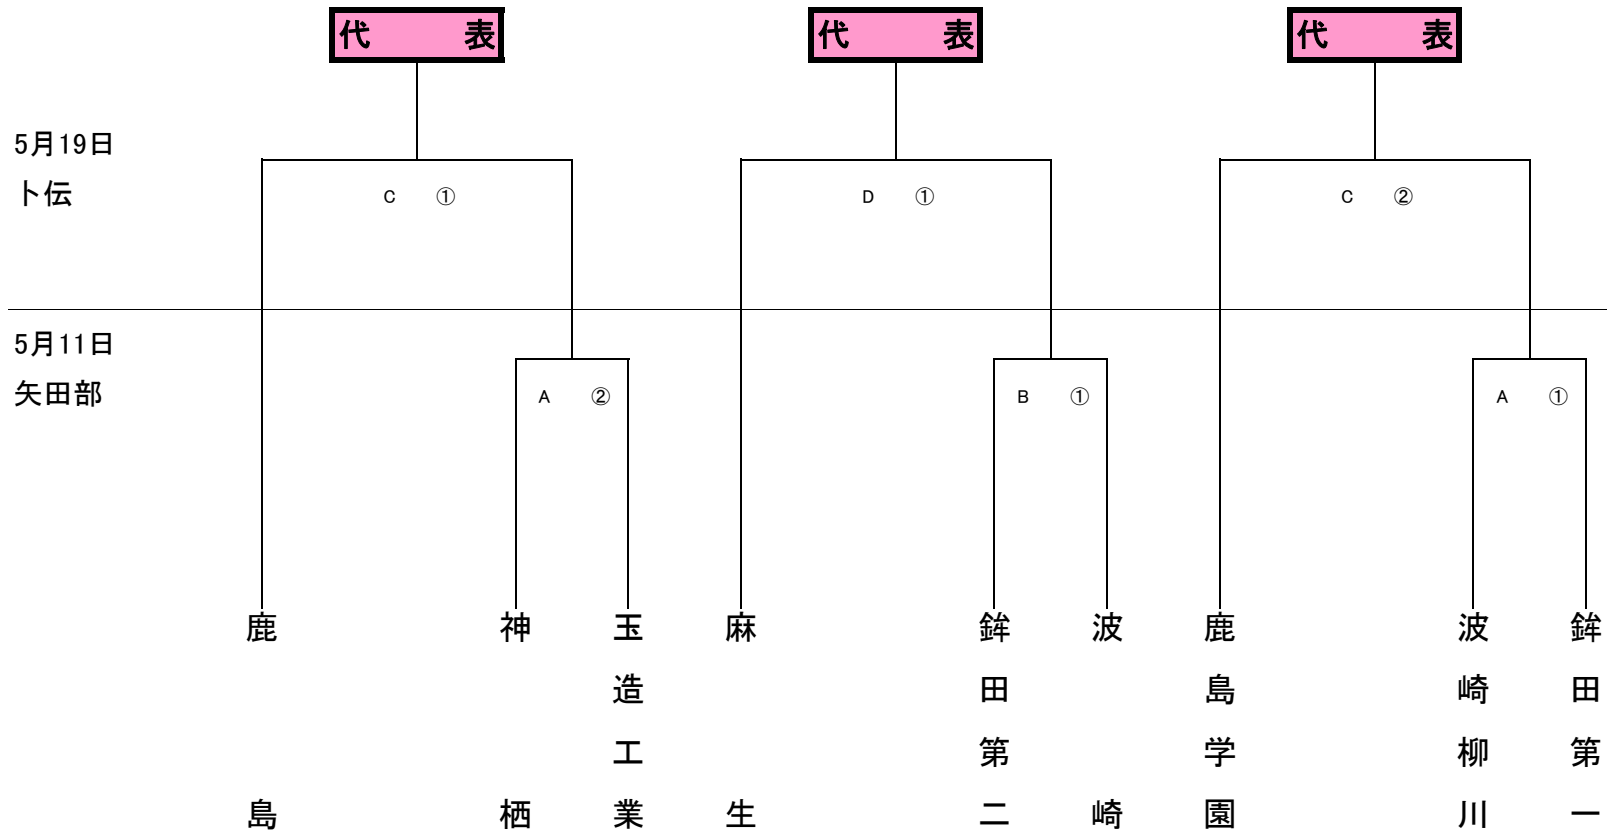 代 表
代 表
代 表
5月19日
卜伝
C ①
D ①
C ②
5月11日
矢田部
A ②
B ①
A ①
鹿島
神栖
玉造工業
麻生
鉾田第二
波崎
鹿島学園
波崎柳川
鉾田第一